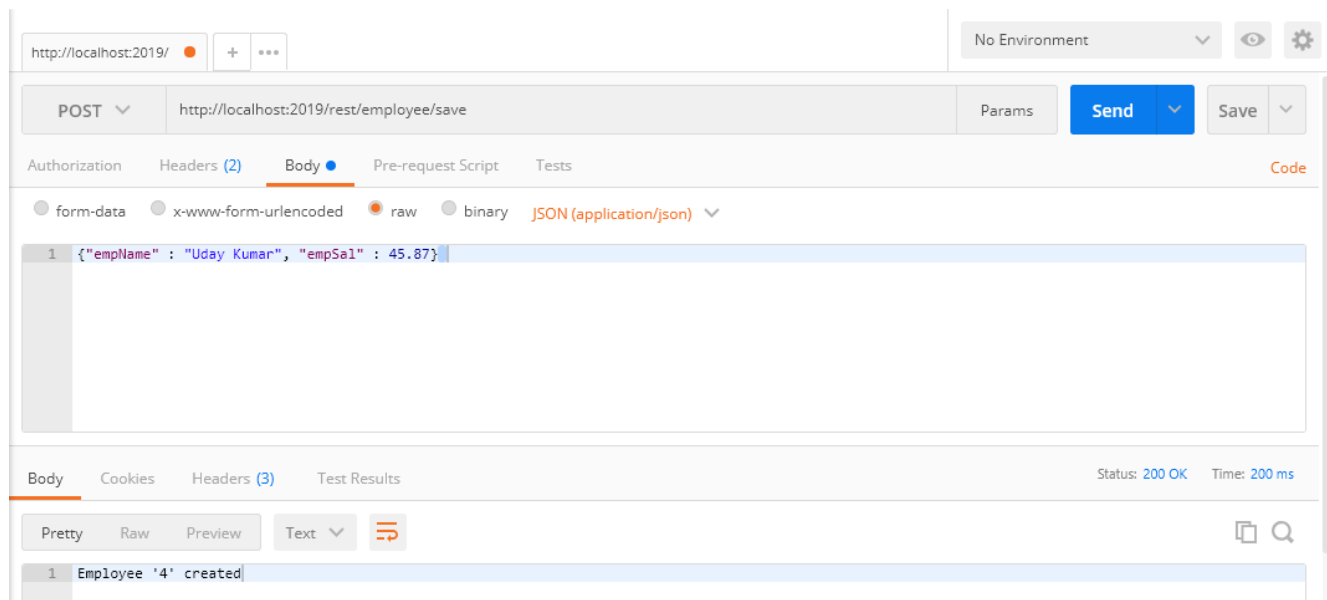 http://localhost:2019/
+
No Environment
POST
http://localhost:2019/rest/employee/save
Params
Send
Save
Authorization Headers (2) Body Pre-request Script Tests Code
form-data x-www-form-urlencoded raw binary JSON (application/json)
1 {"empName" : "Uday Kumar", "empSal" : 45.87}
Body Cookies Headers (3) Test Results Status: 200 OK Time: 200 ms
Pretty Raw Preview Text
1 Employee '4' created